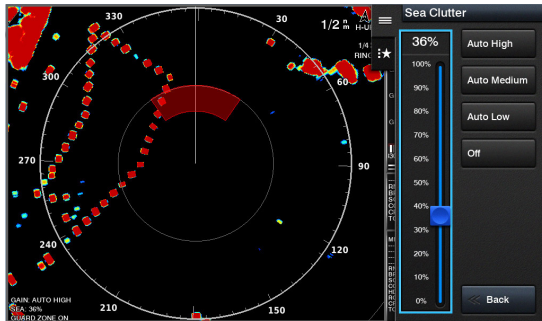 Sea Clutter
330
30
1/2 n m
H-U
1/4
RING
36%
Auto High
100%
300
60
90%
80%
Auto Medium
70%
Auto Low
60%
270
90
50%
Off
40%
30%
240
120
20%
10%
210
150
0%
Back
GAIN: AUTO HIGH
SEA: 36%
GUARD ZONE ON